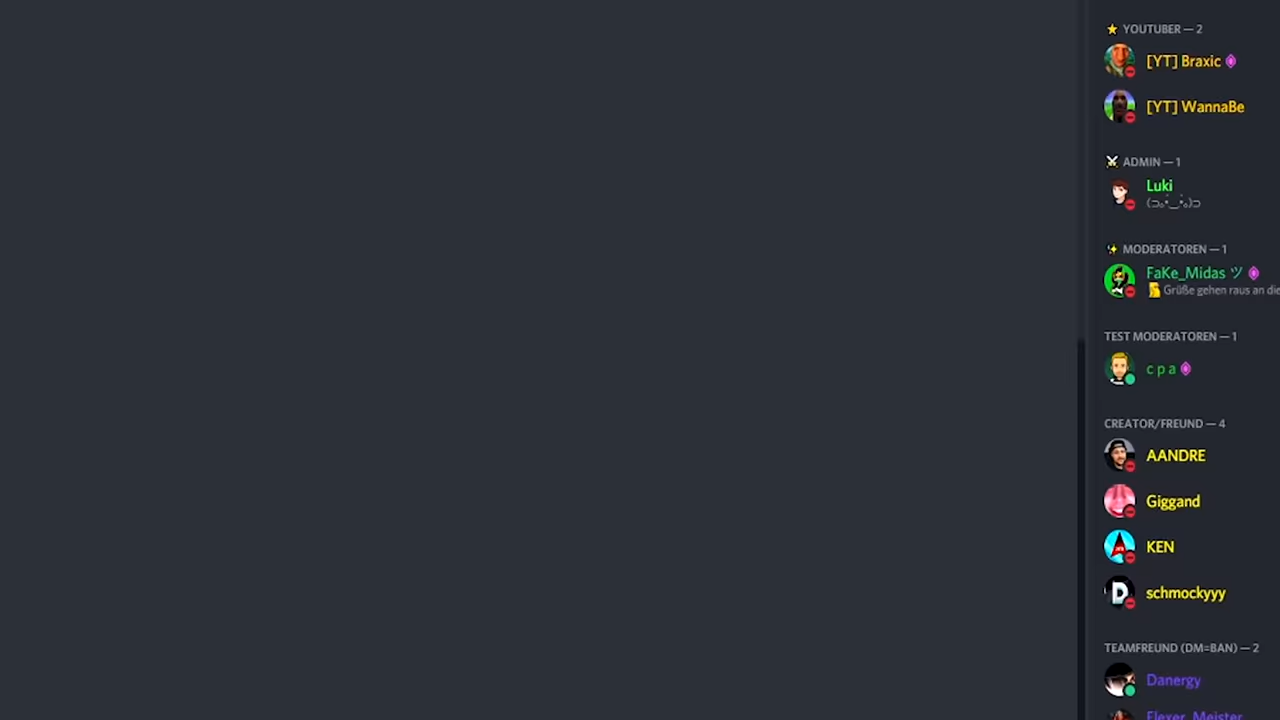 YOUTUBER — 2
[YT] Braxic
[YT] WannaBe
ADMIN — 1
Luki
MODERATOREN — 1
FaKe_Midas ツ
Grüße gehen raus an die
TEST MODERATOREN — 1
c p a
CREATOR/FREUND — 4
AANDRE
Giggand
KEN
schmockyyy
TEAMFREUND (DM=BAN) — 2
Danergy
Flexer_Meister